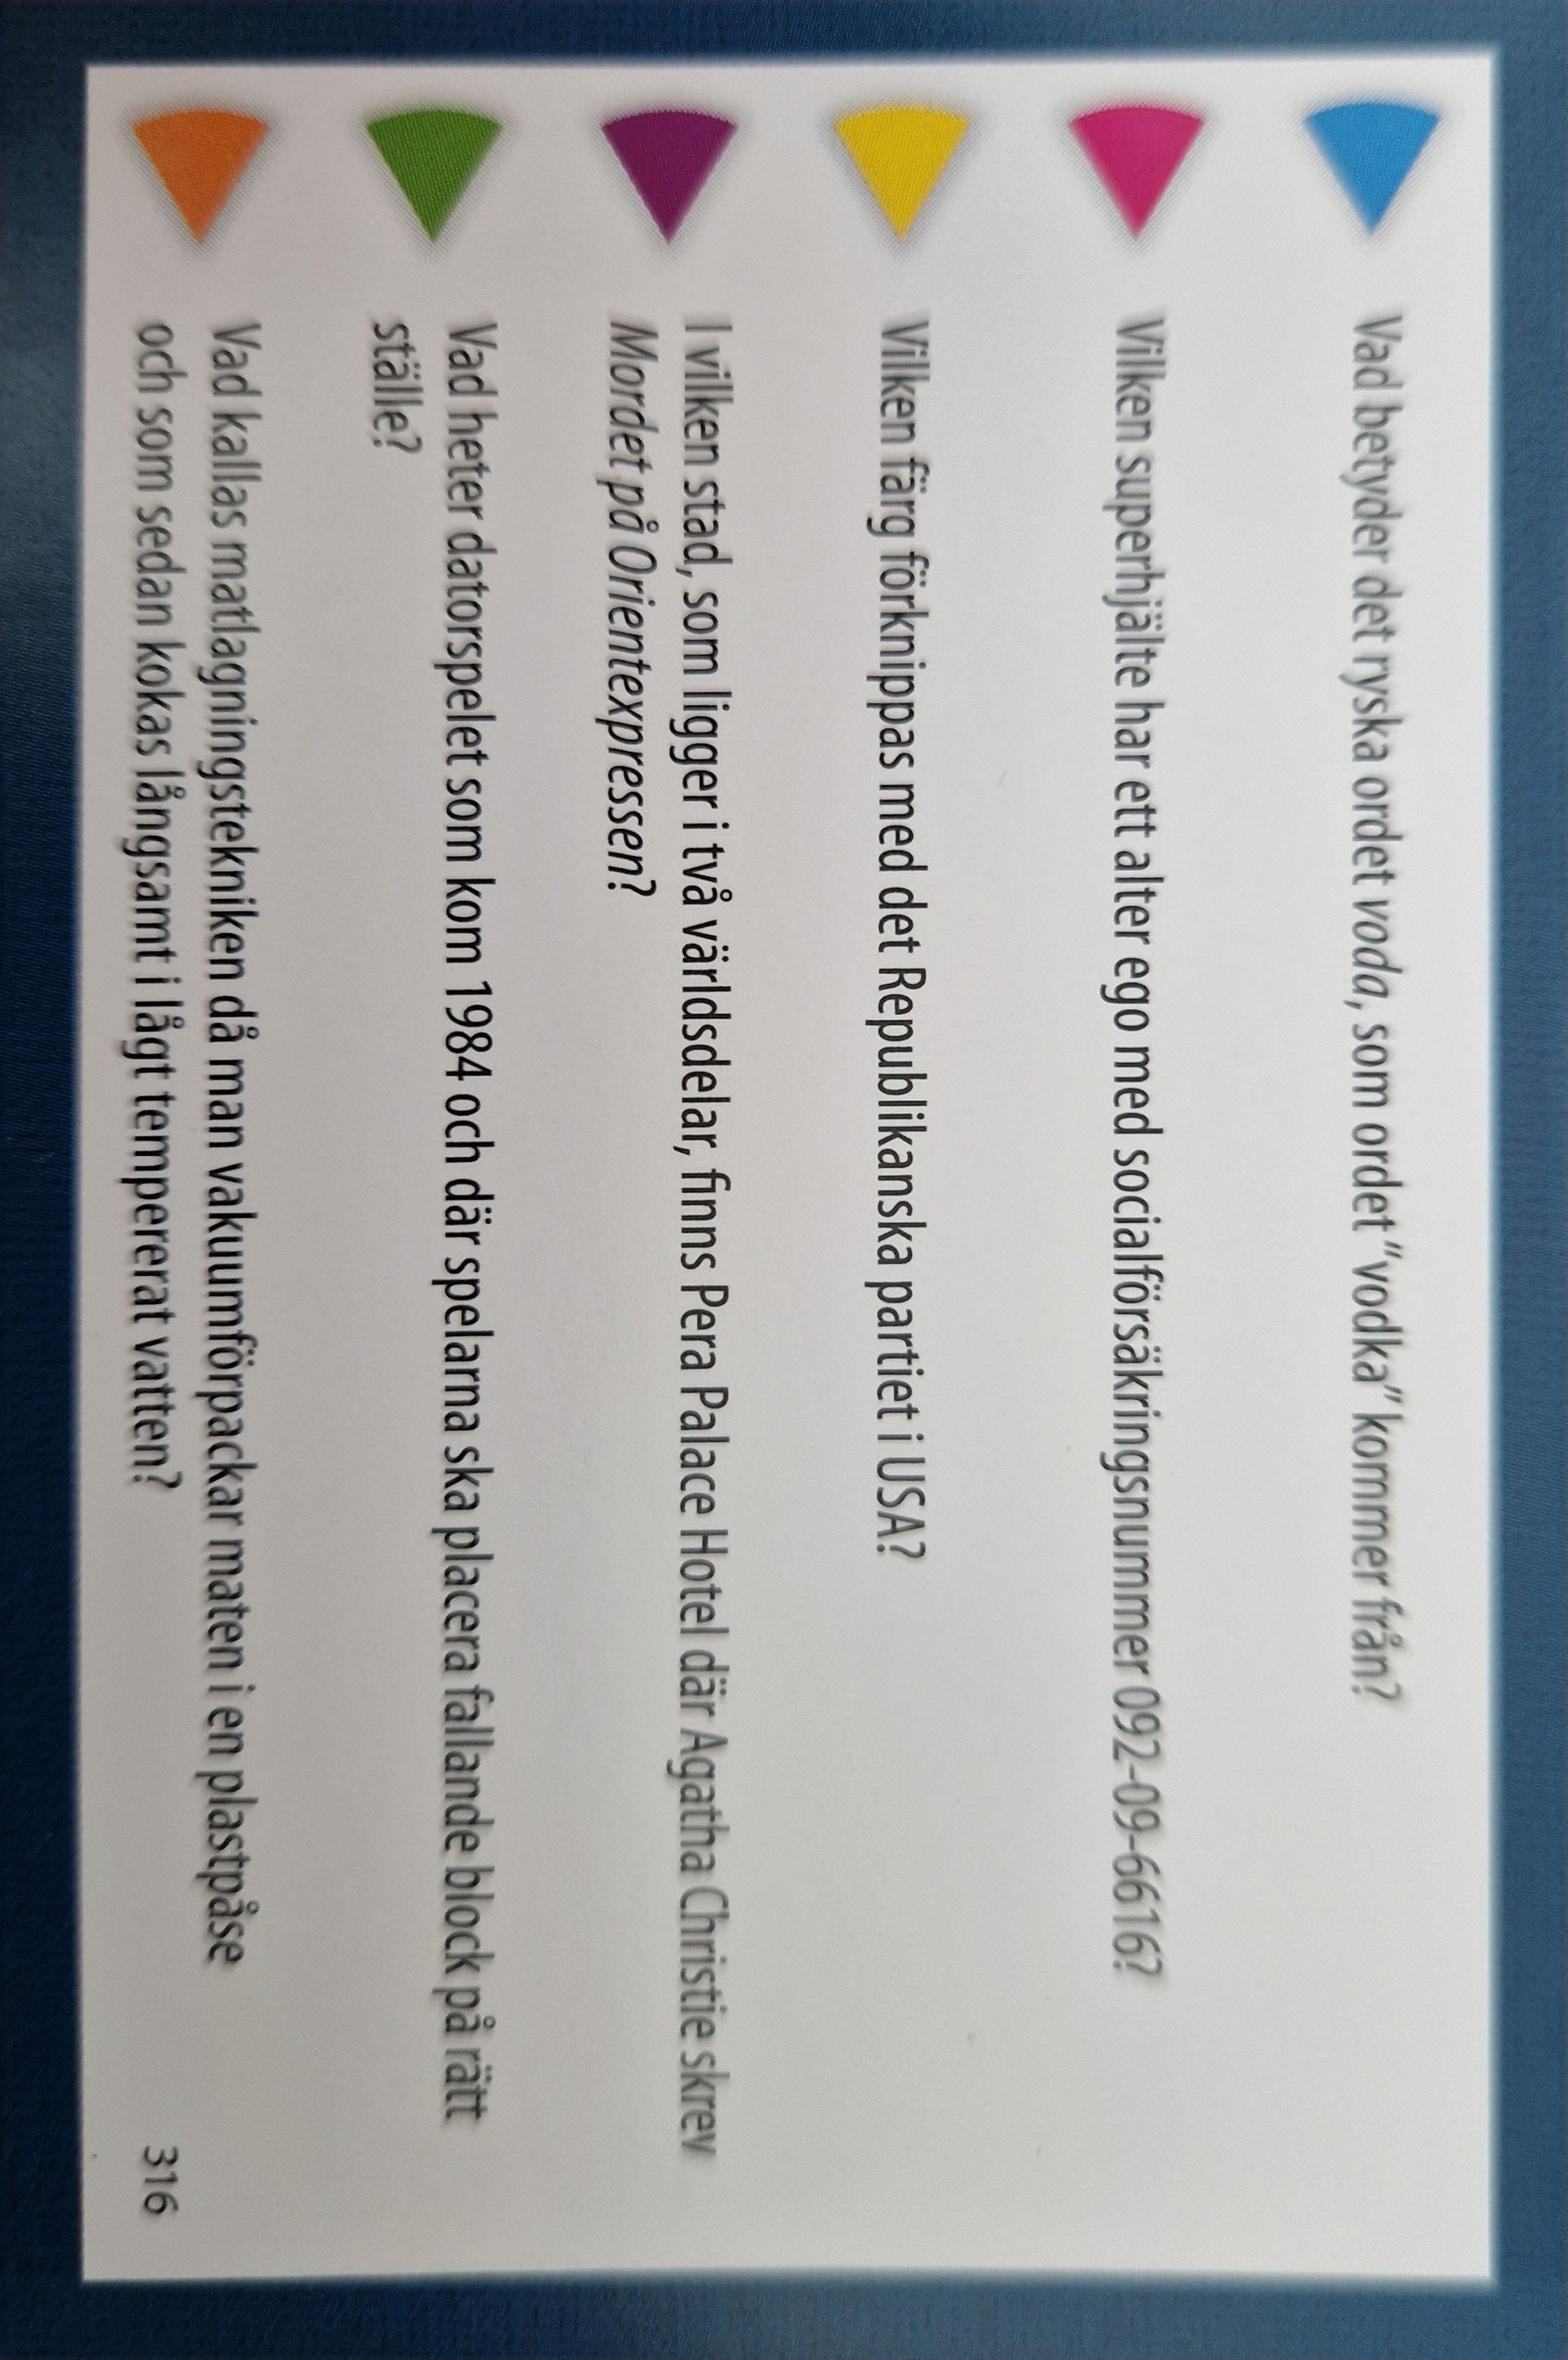 Vad betyder det ryska ordet voda, som ordet "vodka" kommer från?
Vilken superhjälte har ett alter ego med socialförsäkringsnummer 092-09-6616?
Vilken färg förknippas med det Republikanska partiet i USA?
I vilken stad, som ligger i två världsdelar, finns Pera Palace Hotel där Agatha Christie skrev
Mordet på Orientexpressen?
Vad heter datorspelet som kom 1984 och där spelarna ska placera fallande block på rätt
ställe?
Vad kallas matlagningstekniken då man vakuumförpackar maten i en plastpåse
och som sedan kokas långsamt i lågt tempererat vatten?
316